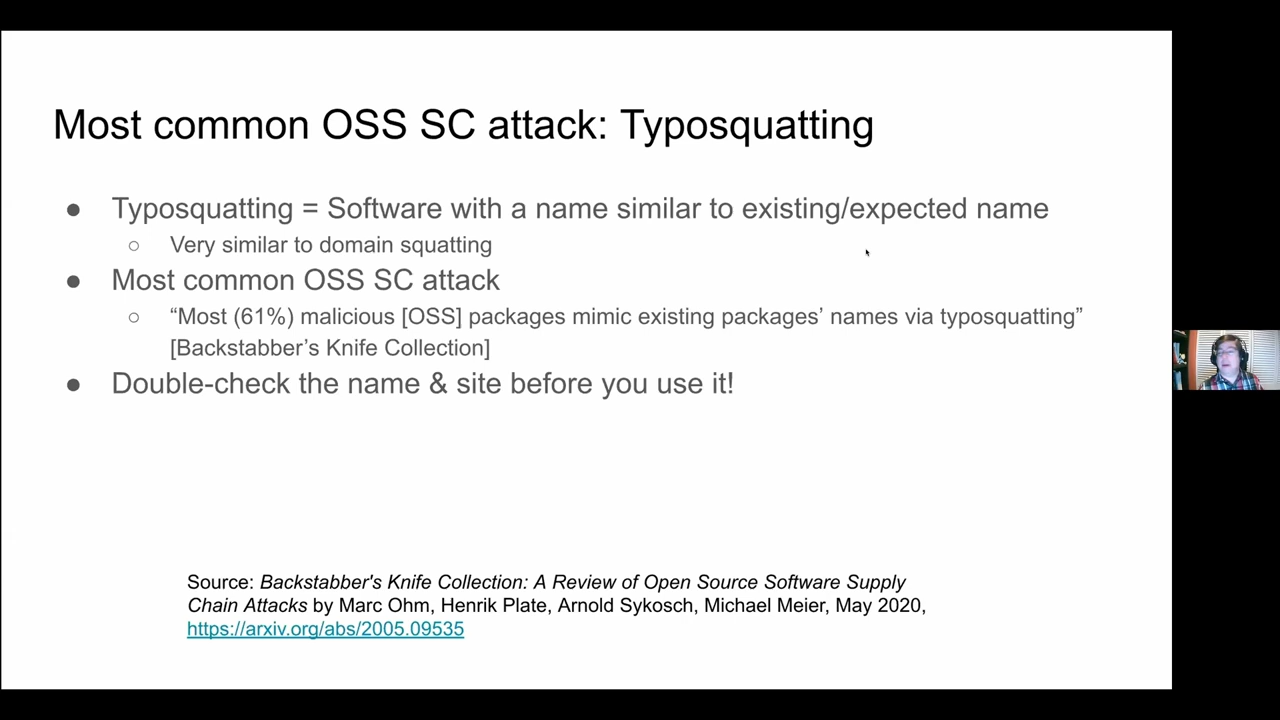 Most common OSS SC attack: Typosquatting
● Typosquatting = Software with a name similar to existing/expected name
○ Very similar to domain squatting
● Most common OSS SC attack
○ “Most (61%) malicious [OSS] packages mimic existing packages’ names via typosquatting”
[Backstabber’s Knife Collection]
● Double-check the name & site before you use it!
Source: Backstabber's Knife Collection: A Review of Open Source Software Supply
Chain Attacks by Marc Ohm, Henrik Plate, Arnold Sykosch, Michael Meier, May 2020,
https://arxiv.org/abs/2005.09535